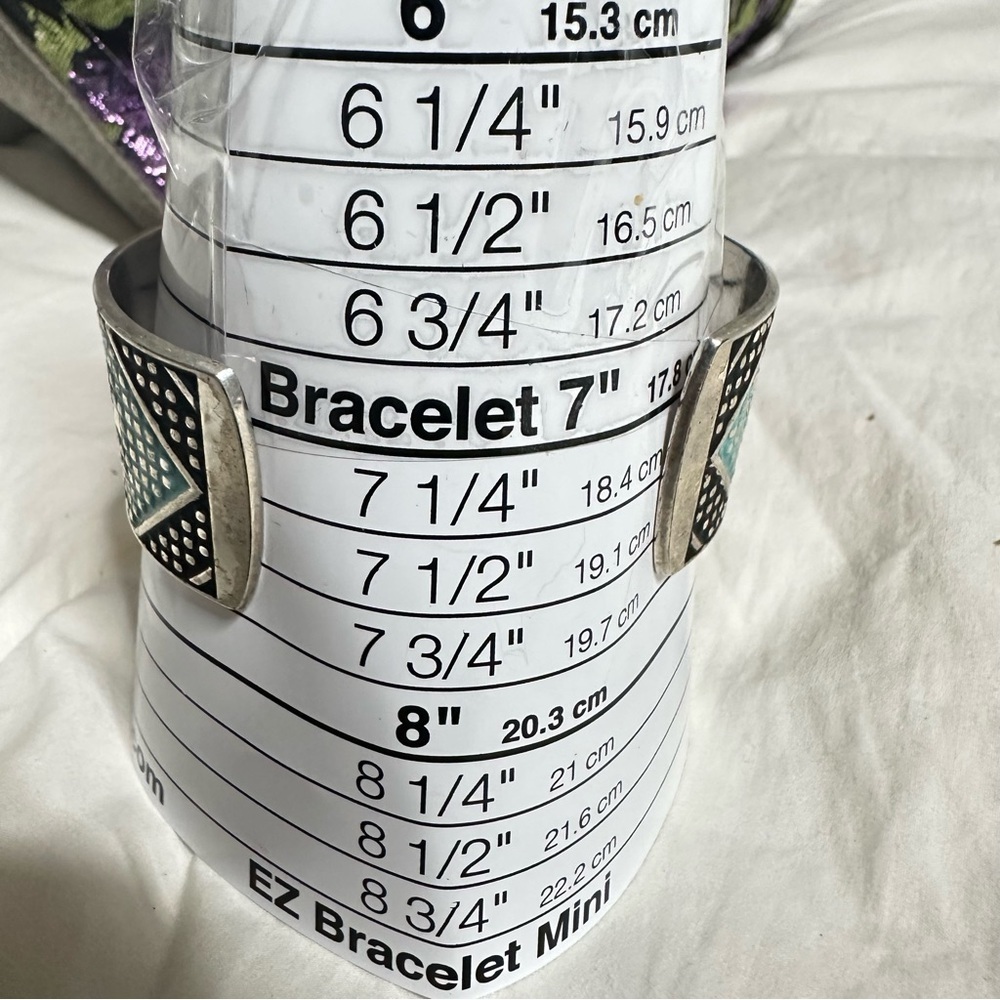 6" 15.3 cm
6 1/4" 15.9 cm
6 1/2" 16.5 cm
6 3/4" 17.2 cm
Bracelet 7" 17.8
7 1/4" 18.4 cm
7 1/2" 19.1 cm
7 3/4" 19.7 cm
8" 20.3 cm
8 1/4" 21 cm
8 1/2" 21.6 cm
8 3/4" 22.2 cm
EZ Bracelet Mini
om